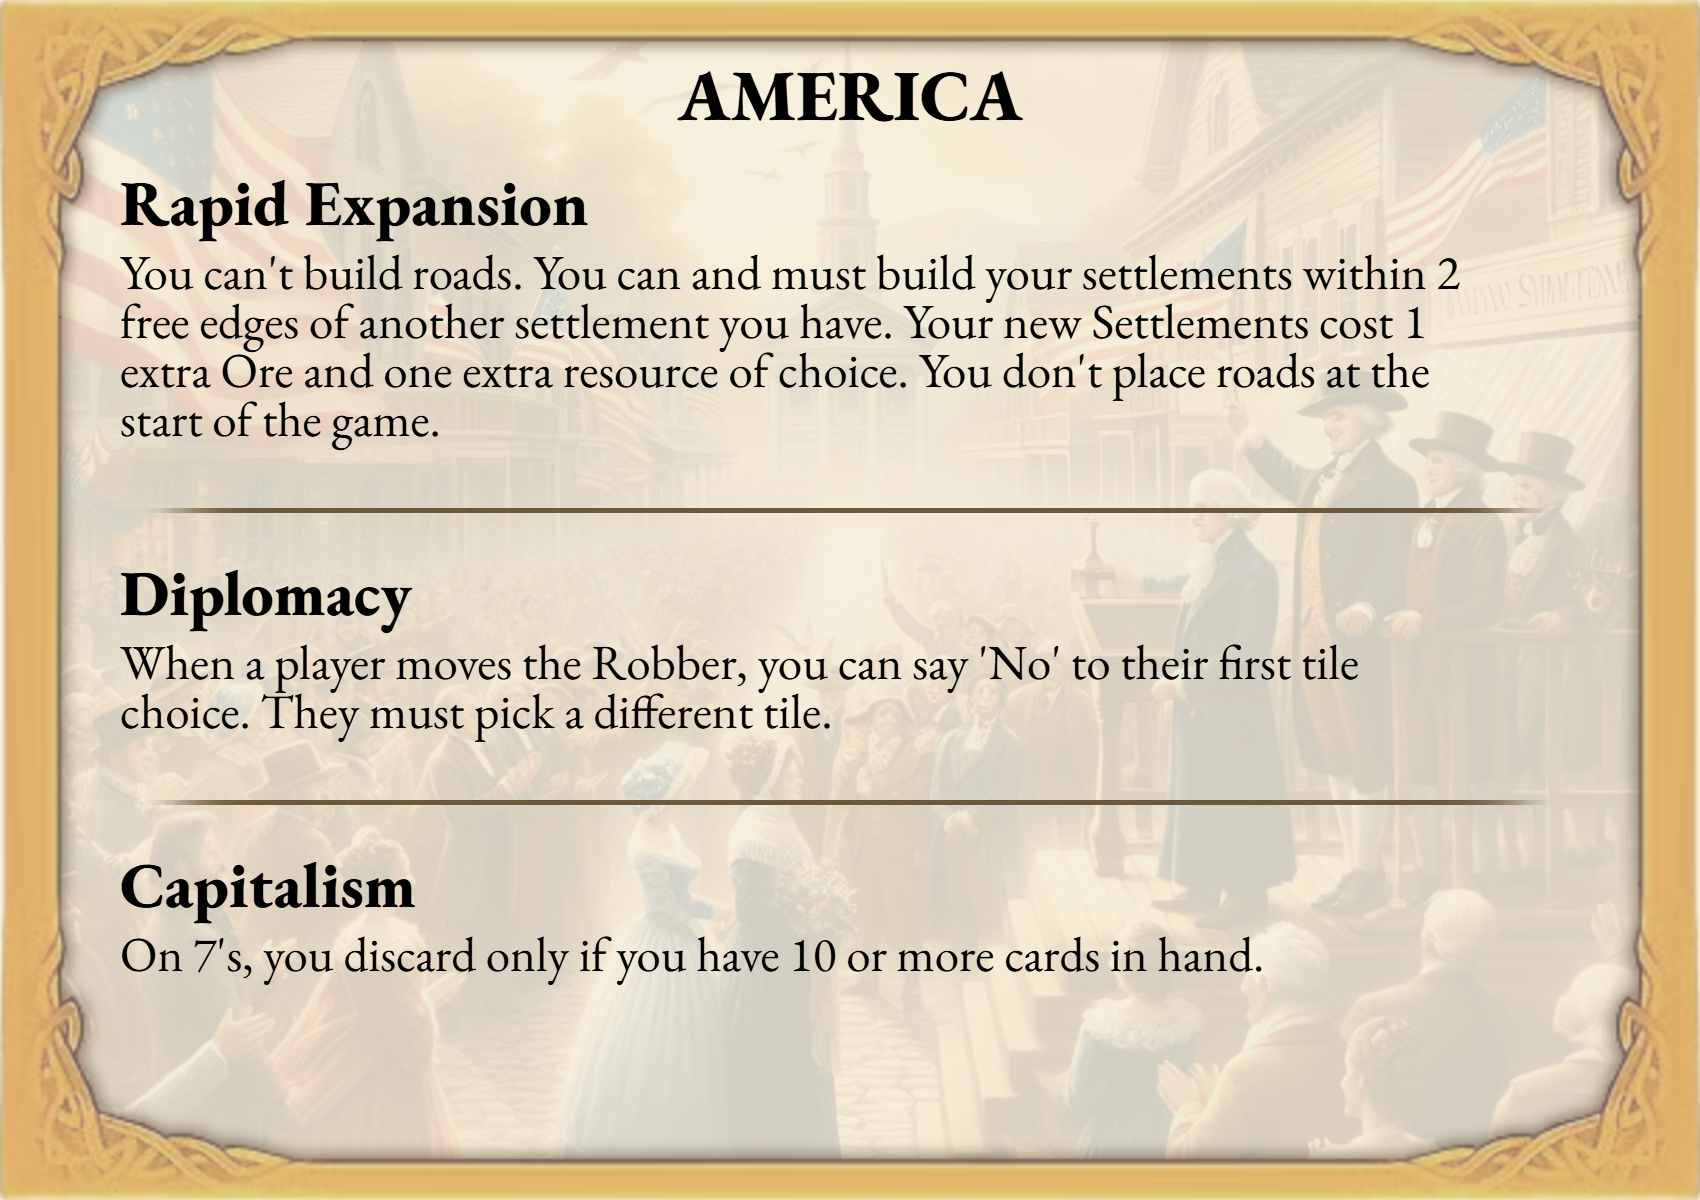 AMERICA
Rapid Expansion
You can't build roads. You can and must build your settlements within 2
free edges of another settlement you have. Your new Settlements cost 1
extra Ore and one extra resource of choice. You don't place roads at the
start of the game.
Diplomacy
When a player moves the Robber, you can say 'No' to their first tile
choice. They must pick a different tile.
Capitalism
On 7's, you discard only if you have 10 or more cards in hand.